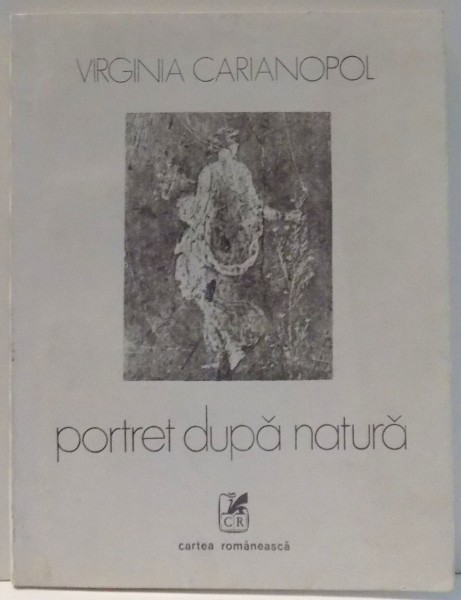 VIRGINIA CARIANOPOL
portret după natură
CR
cartea românească